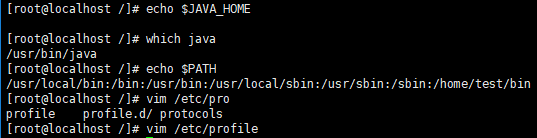 [root@localhost /]# echo $JAVA_HOME

[root@localhost /]# which java
/usr/bin/java
[root@localhost /]# echo $PATH
/usr/local/bin:/bin:/usr/bin:/usr/local/sbin:/usr/sbin:/sbin:/home/test/bin
[root@localhost /]# vim /etc/pro
profile    profile.d/ protocols
[root@localhost /]# vim /etc/profile